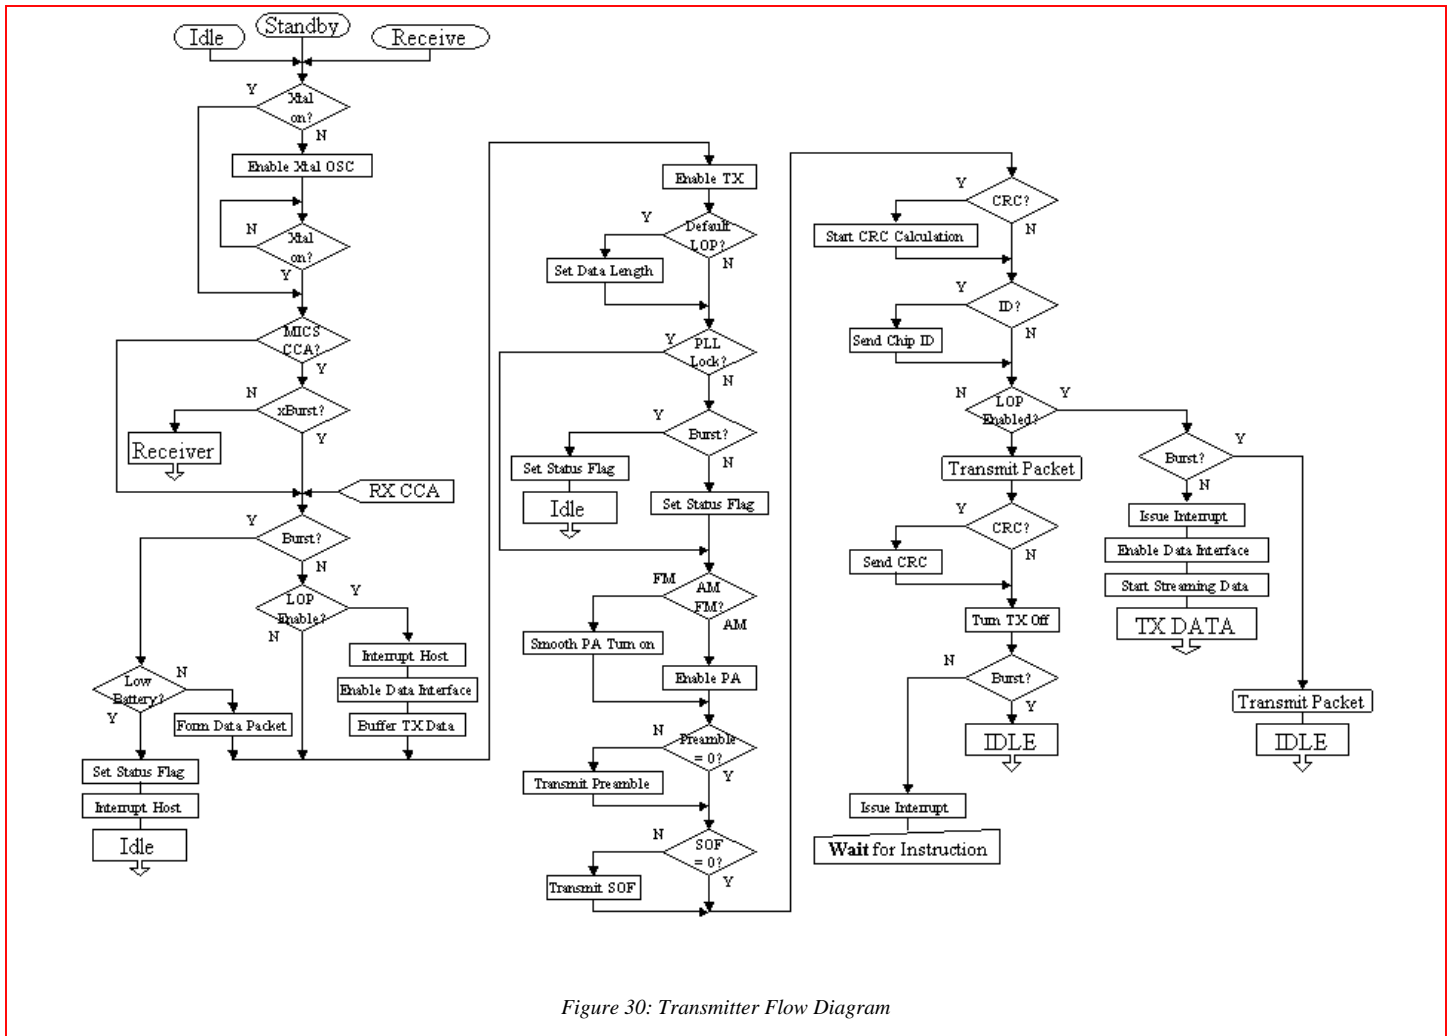 Idle
Standby
Receive
Y
Xtal
on?
N
Enable Xtal OSC
N
Xtal
on?
Y
MICS
CCA?
Y
N
xBurst?
Y
Receiver
RX CCA
Y
Burst?
N
Y
LOP
Enable?
N
Interrupt Host
Enable Data Interface
Buffer TX Data
Low
Battery?
N
Y
Form Data Packet
Set Status Flag
Interrupt Host
Idle
Enable TX
Y
Default
LOP?
N
Set Data Length
Y
PLL
Lock?
N
Y
Burst?
N
Set Status Flag
Idle
Set Status Flag
FM
AM
FM?
AM
Smooth PA Turn on
Enable PA
N
Preamble
= 0?
Y
Transmit Preamble
N
SOF
= 0?
Y
Transmit SOF
Y
CRC?
N
Start CRC Calculation
Y
ID?
N
Send Chip ID
N
LOP
Enabled?
Y
Transmit Packet
Y
CRC?
N
Send CRC
Turn TX Off
N
Burst?
Y
IDLE
Issue Interrupt
Wait for Instruction
Burst?
Y
N
Issue Interrupt
Enable Data Interface
Start Streaming Data
TX DATA
Transmit Packet
IDLE
Figure 30: Transmitter Flow Diagram